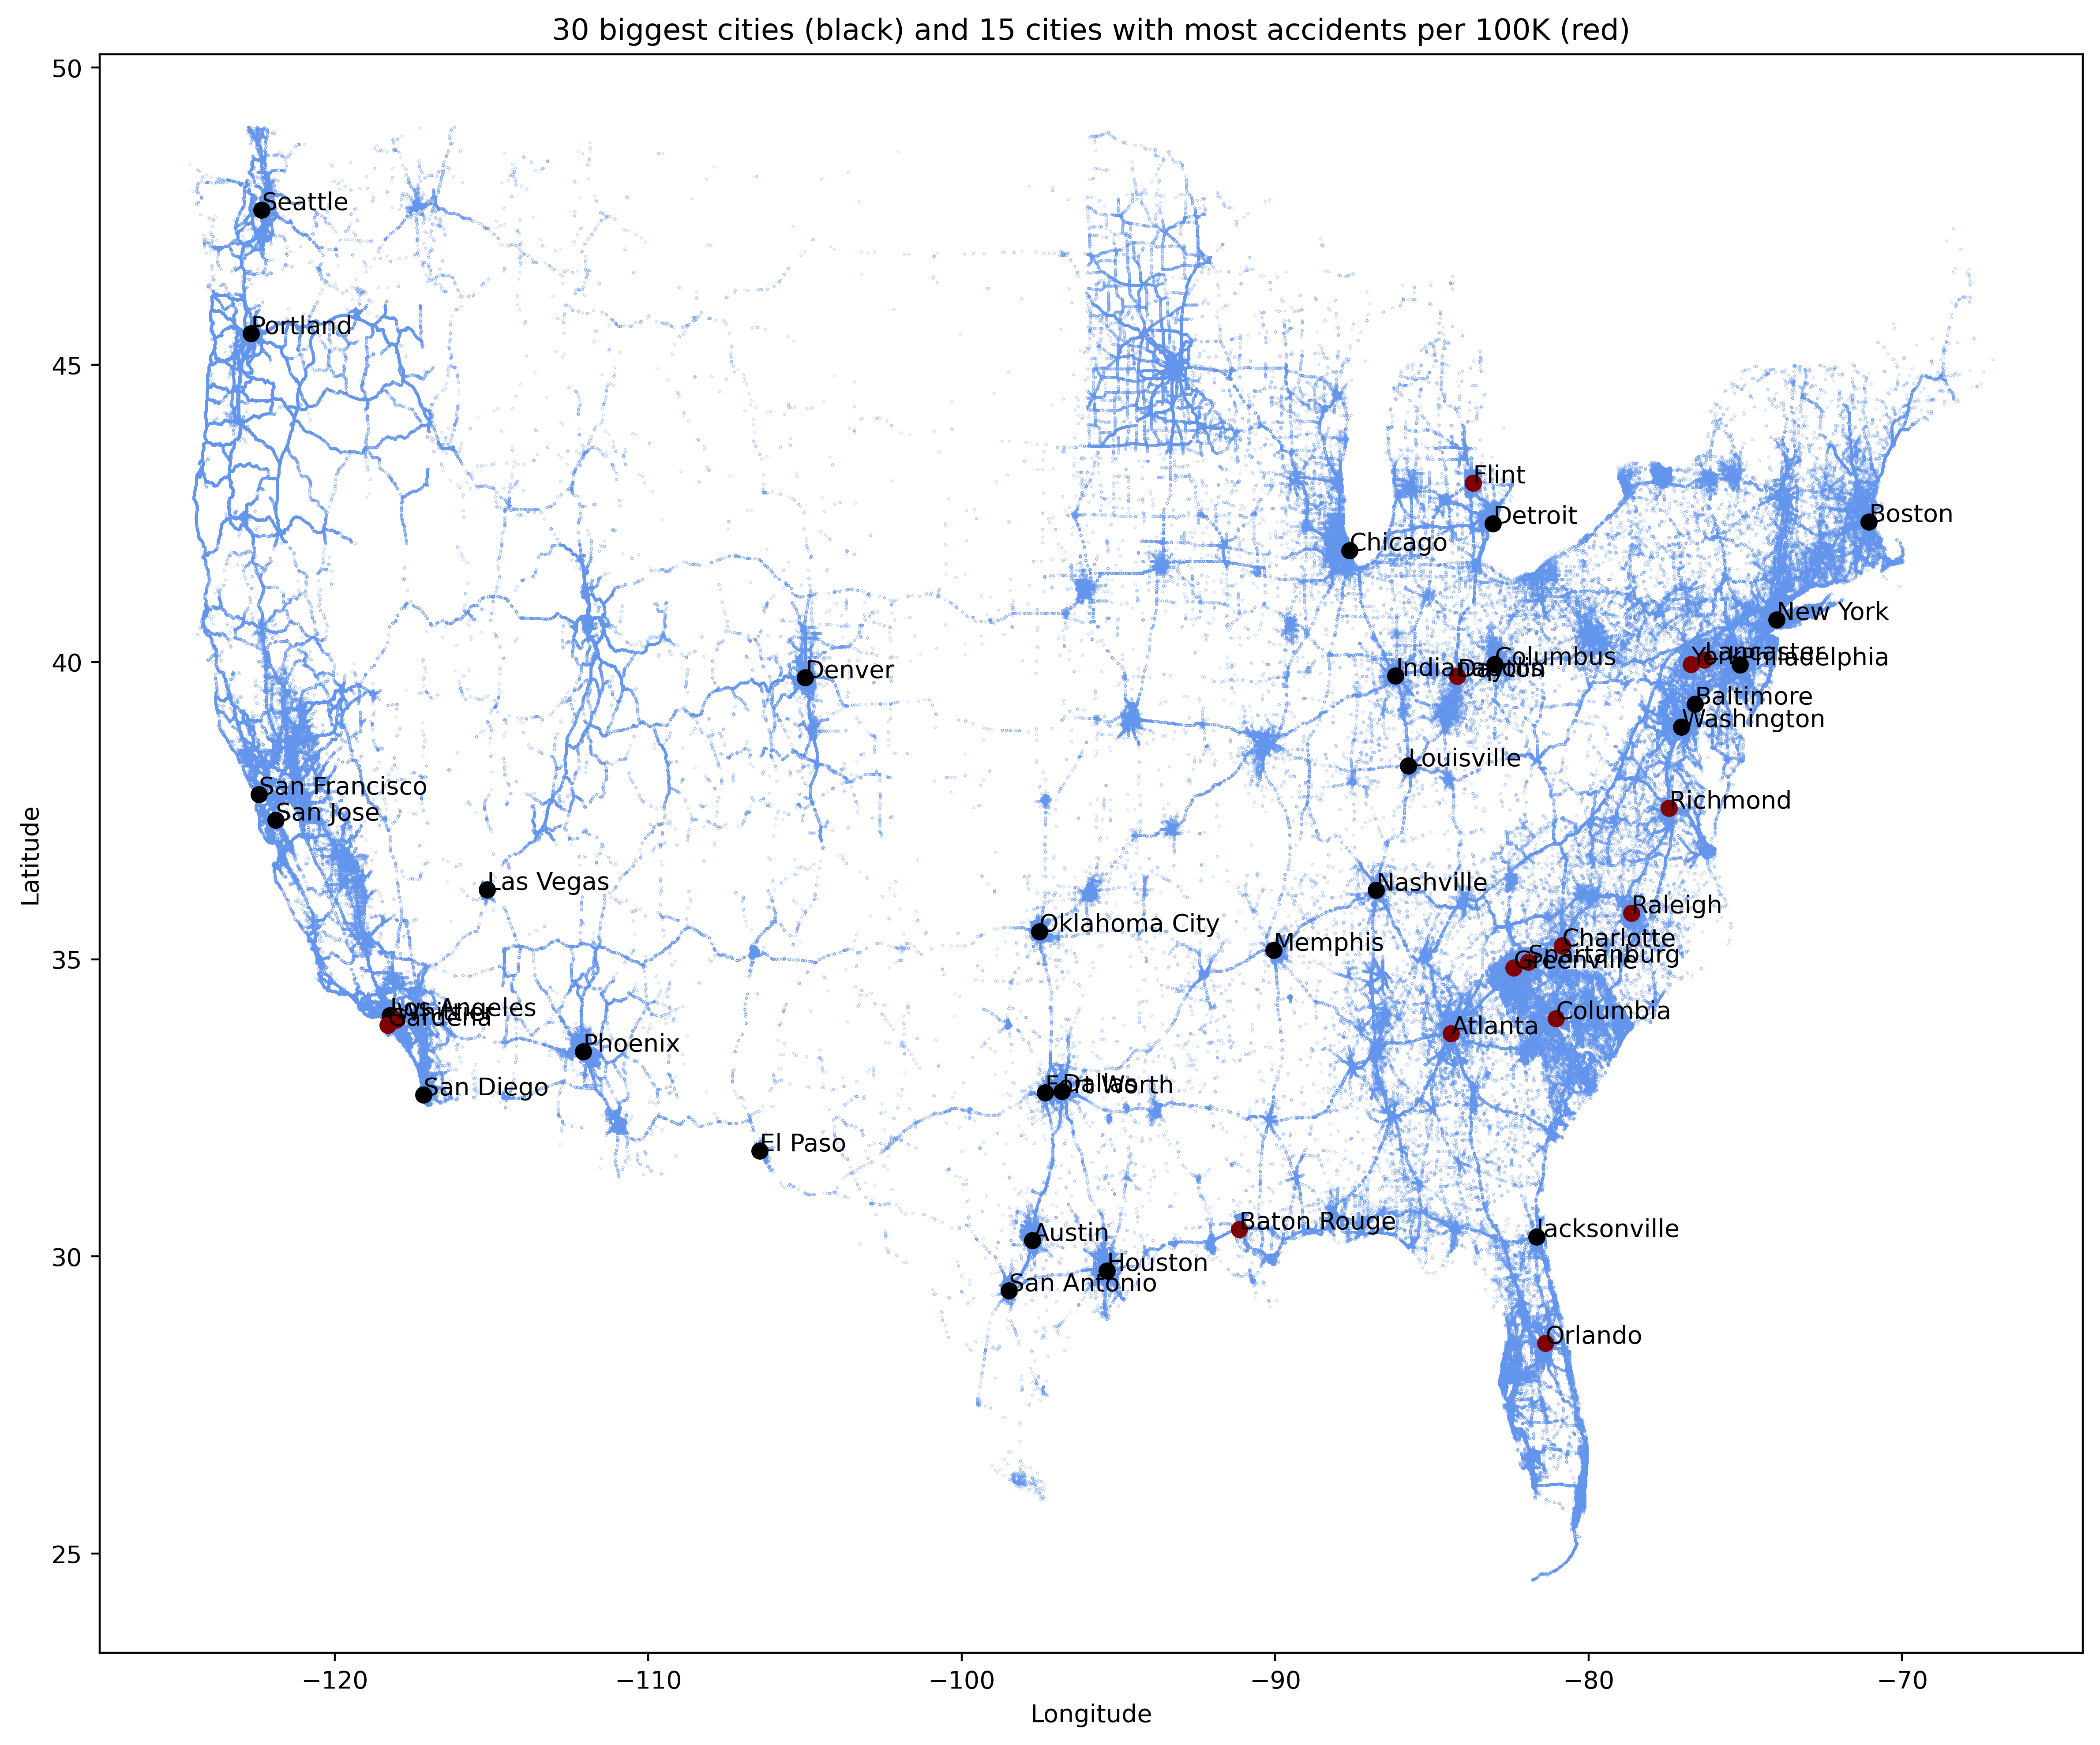 30 biggest cities (black) and 15 cities with most accidents per 100K (red)
50
45
40
35
30
25
Latitude
Seattle
Portland
Flint
Detroit
Boston
Chicago
New York
Denver
Columbus
Indianapolis
Dayton
York
Lancaster
Philadelphia
Baltimore
Washington
Louisville
San Francisco
San Jose
Richmond
Las Vegas
Nashville
Raleigh
Oklahoma City
Memphis
Charlotte
Spartanburg
Greenville
Los Angeles
Whittier
Gardena
Columbia
Atlanta
Phoenix
San Diego
Fort Worth
Dallas
El Paso
Baton Rouge
Jacksonville
Austin
Houston
San Antonio
Orlando
−120
−110
−100
−90
−80
−70
Longitude